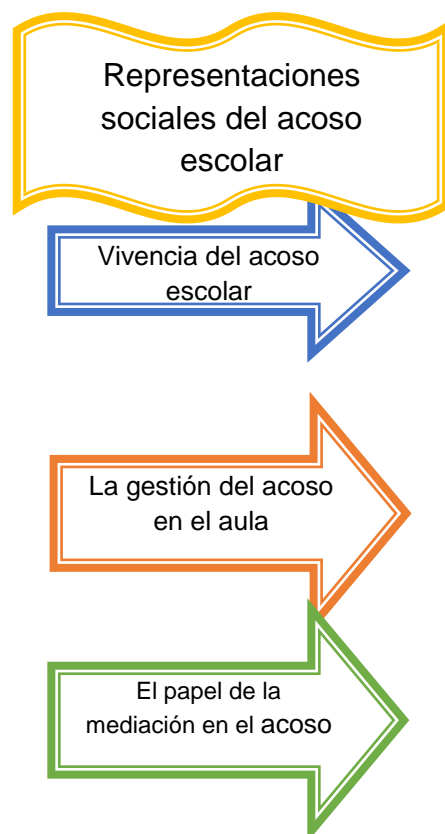 Representaciones
sociales del acoso
escolar
Vivencia del acoso
escolar
La gestión del acoso
en el aula
El papel de la
mediación en el acoso